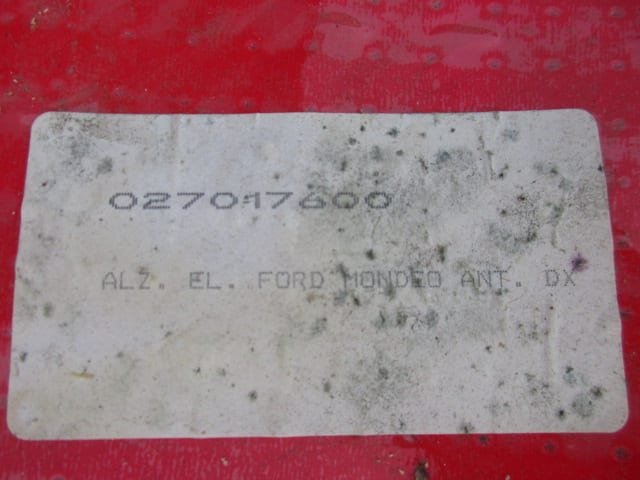 027017600
ALZ. EL. FORD MONDEO ANT. DX